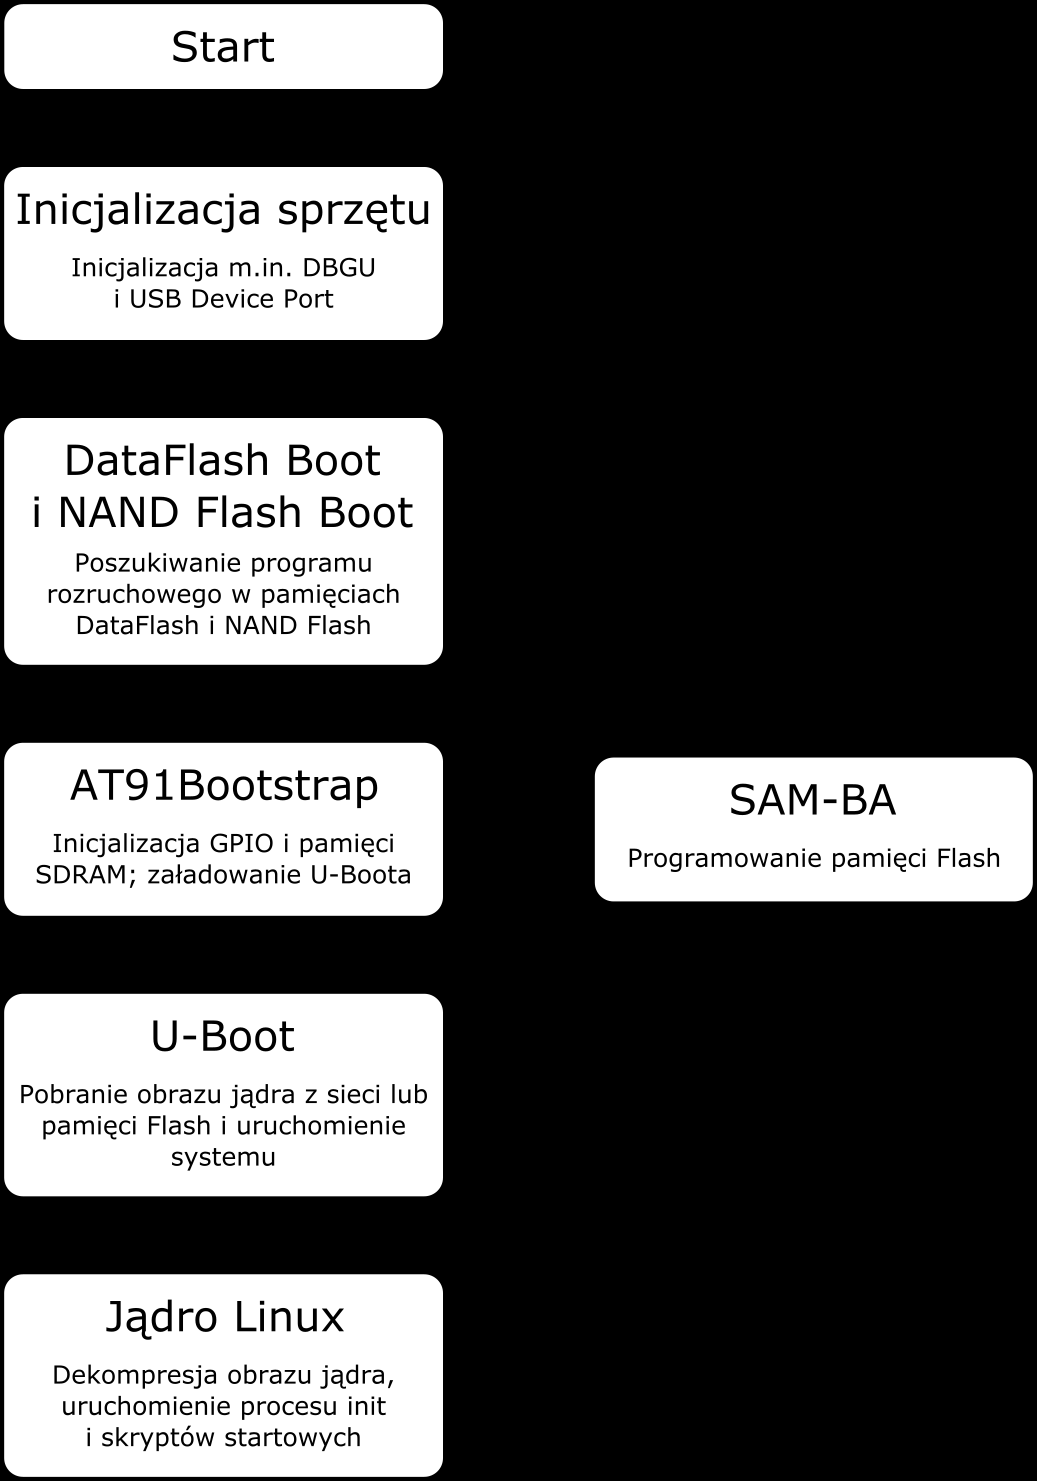 Start
Inicjalizacja sprzętu
Inicjalizacja m.in. DBGU
i USB Device Port
DataFlash Boot
i NAND Flash Boot
Poszukiwanie programu
rozruchowego w pamięciach
DataFlash i NAND Flash
AT91Bootstrap
Inicjalizacja GPIO i pamięci
SDRAM; załadowanie U-Boota
SAM-BA
Programowanie pamięci Flash
U-Boot
Pobranie obrazu jądra z sieci lub
pamięci Flash i uruchomienie
systemu
Jądro Linux
Dekompresja obrazu jądra,
uruchomienie procesu init
i skryptów startowych